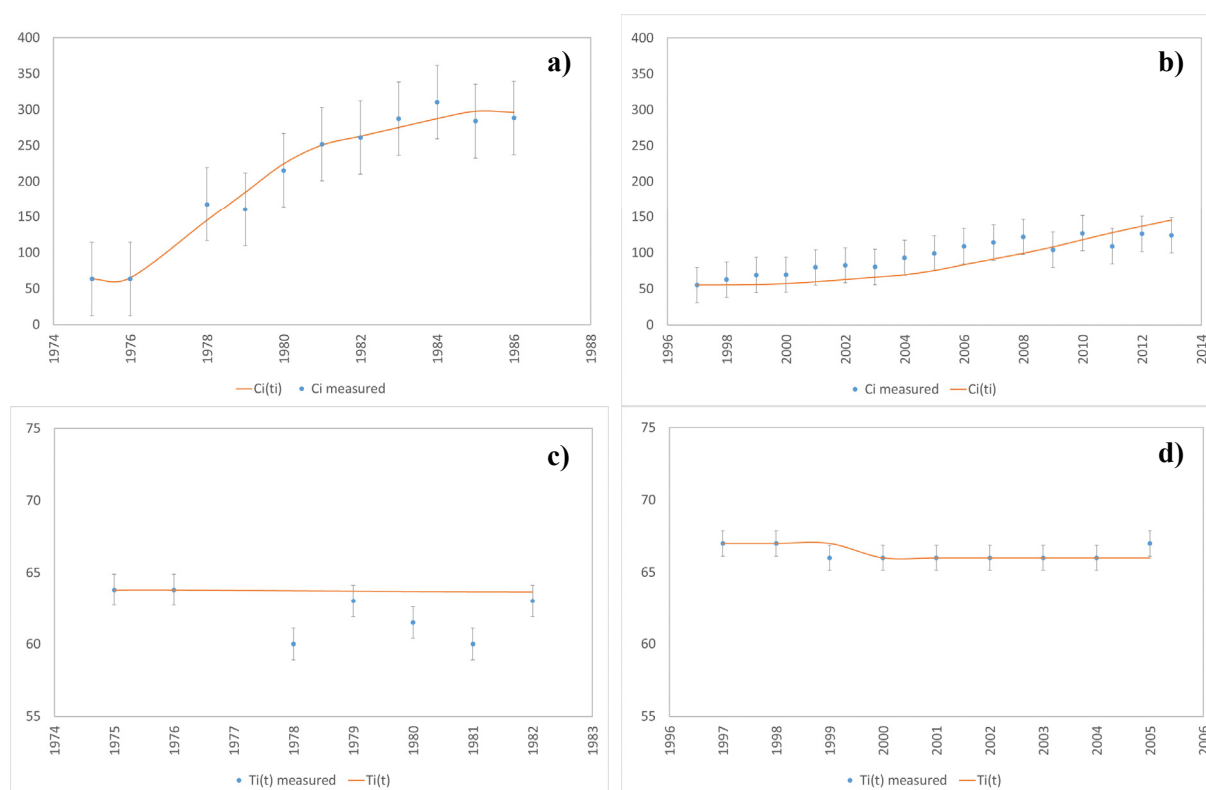 a)
400
350
300
250
200
150
100
50
0
1974 1976 1978 1980 1982 1984 1986 1988
Ci(ti) Ci measured
b)
400
350
300
250
200
150
100
50
0
1996 1998 2000 2002 2004 2006 2008 2010 2012 2014
Ci measured Ci(ti)
c)
75
70
65
60
55
1974 1975 1976 1977 1978 1979 1980 1981 1982 1983
Ti(t) measured Ti(t)
d)
75
70
65
60
55
1996 1997 1998 1999 2000 2001 2002 2003 2004 2005 2006
Ti(t) measured Ti(t)